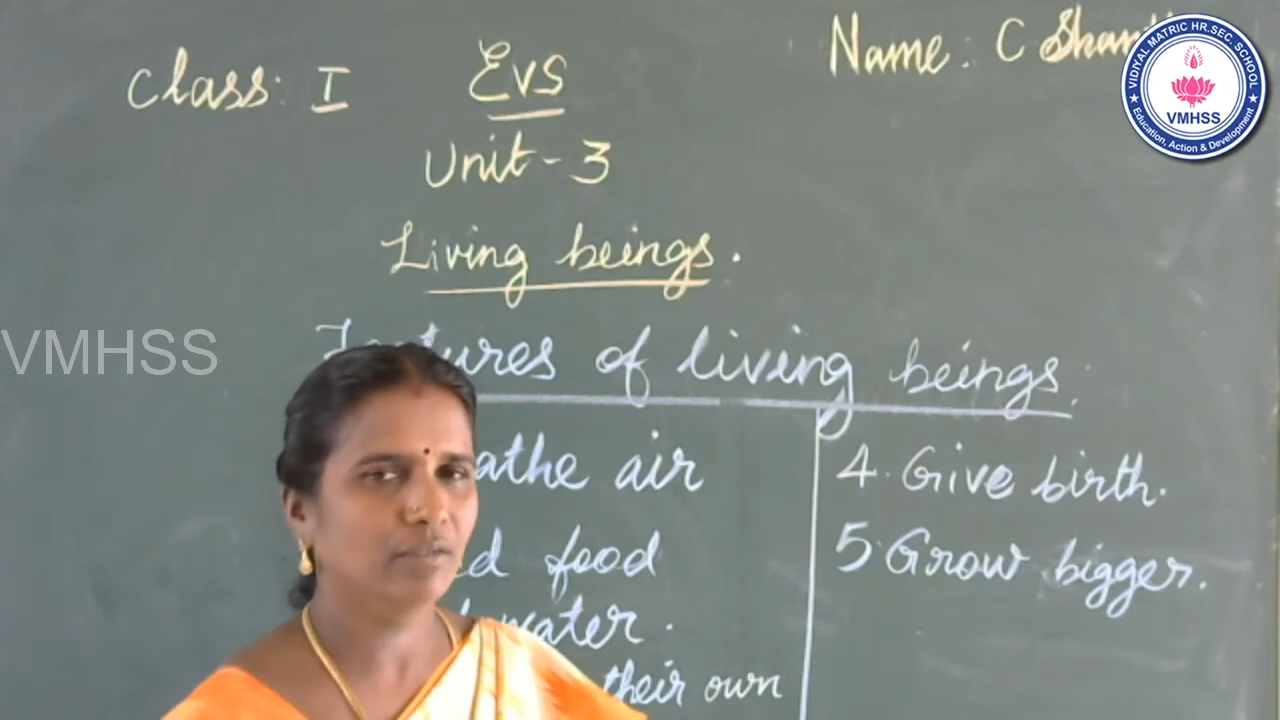 Class: I
EVS
Name: C
Unit - 3
Living beings.
of living beings.
air
food
water.
their own
4. Give birth.
5. Grow bigger.
VIDIYAL MATRIC HR.SEC. SCHOOL
VMHSS
Education, Action & Development
VMHSS